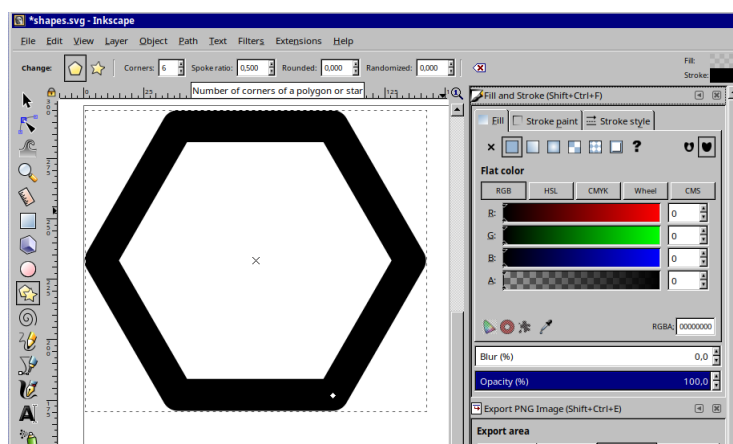 *shapes.svg - Inkscape
File Edit View Layer Object Path Text Filters Extensions Help
Change: Corners: 6 Spoke ratio: 0,500 Rounded: 0,000 Randomized: 0,000 Fill:
Stroke:
Number of corners of a polygon or star
0 25 125
Fill and Stroke (Shift+Ctrl+F)
Fill Stroke paint Stroke style
?
Flat color
RGB HSL CMYK Wheel CMS
R: 0
G: 0
B: 0
A: 0
RGBA: 00000000
Blur (%) 0,0
Opacity (%) 100,0
Export PNG Image (Shift+Ctrl+E)
Export area